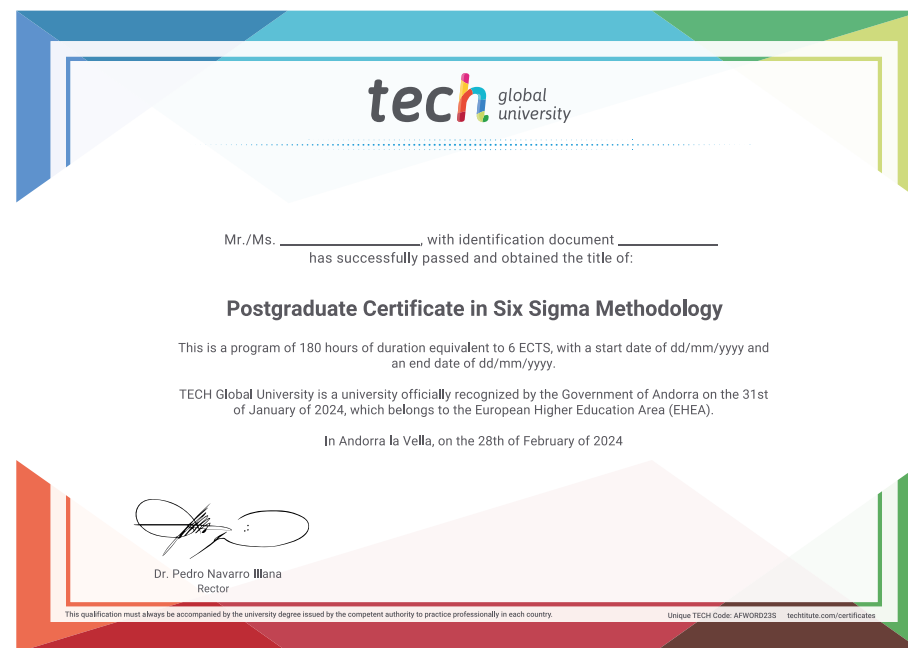 tech global
university
Mr./Ms. ____________________, with identification document ______________
has successfully passed and obtained the title of:
Postgraduate Certificate in Six Sigma Methodology
This is a program of 180 hours of duration equivalent to 6 ECTS, with a start date of dd/mm/yyyy and
an end date of dd/mm/yyyy.
TECH Global University is a university officially recognized by the Government of Andorra on the 31st
of January of 2024, which belongs to the European Higher Education Area (EHEA).
In Andorra la Vella, on the 28th of February of 2024
Dr. Pedro Navarro Illana
Rector
This qualification must always be accompanied by the university degree issued by the competent authority to practice professionally in each country.
Unique TECH Code: AFWORD23S techtitute.com/certificates